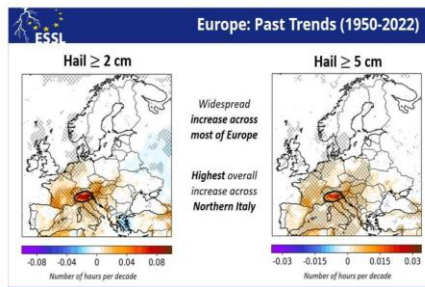 ESSL
Europe: Past Trends (1950-2022)
Hail ≥ 2 cm
Hail ≥ 5 cm
Widespread
increase across
most of Europe
Highest overall
increase across
Northern Italy
-0.08 -0.04 0 0.04 0.08
Number of hours per decade
-0.03 -0.015 0 0.015 0.03
Number of hours per decade